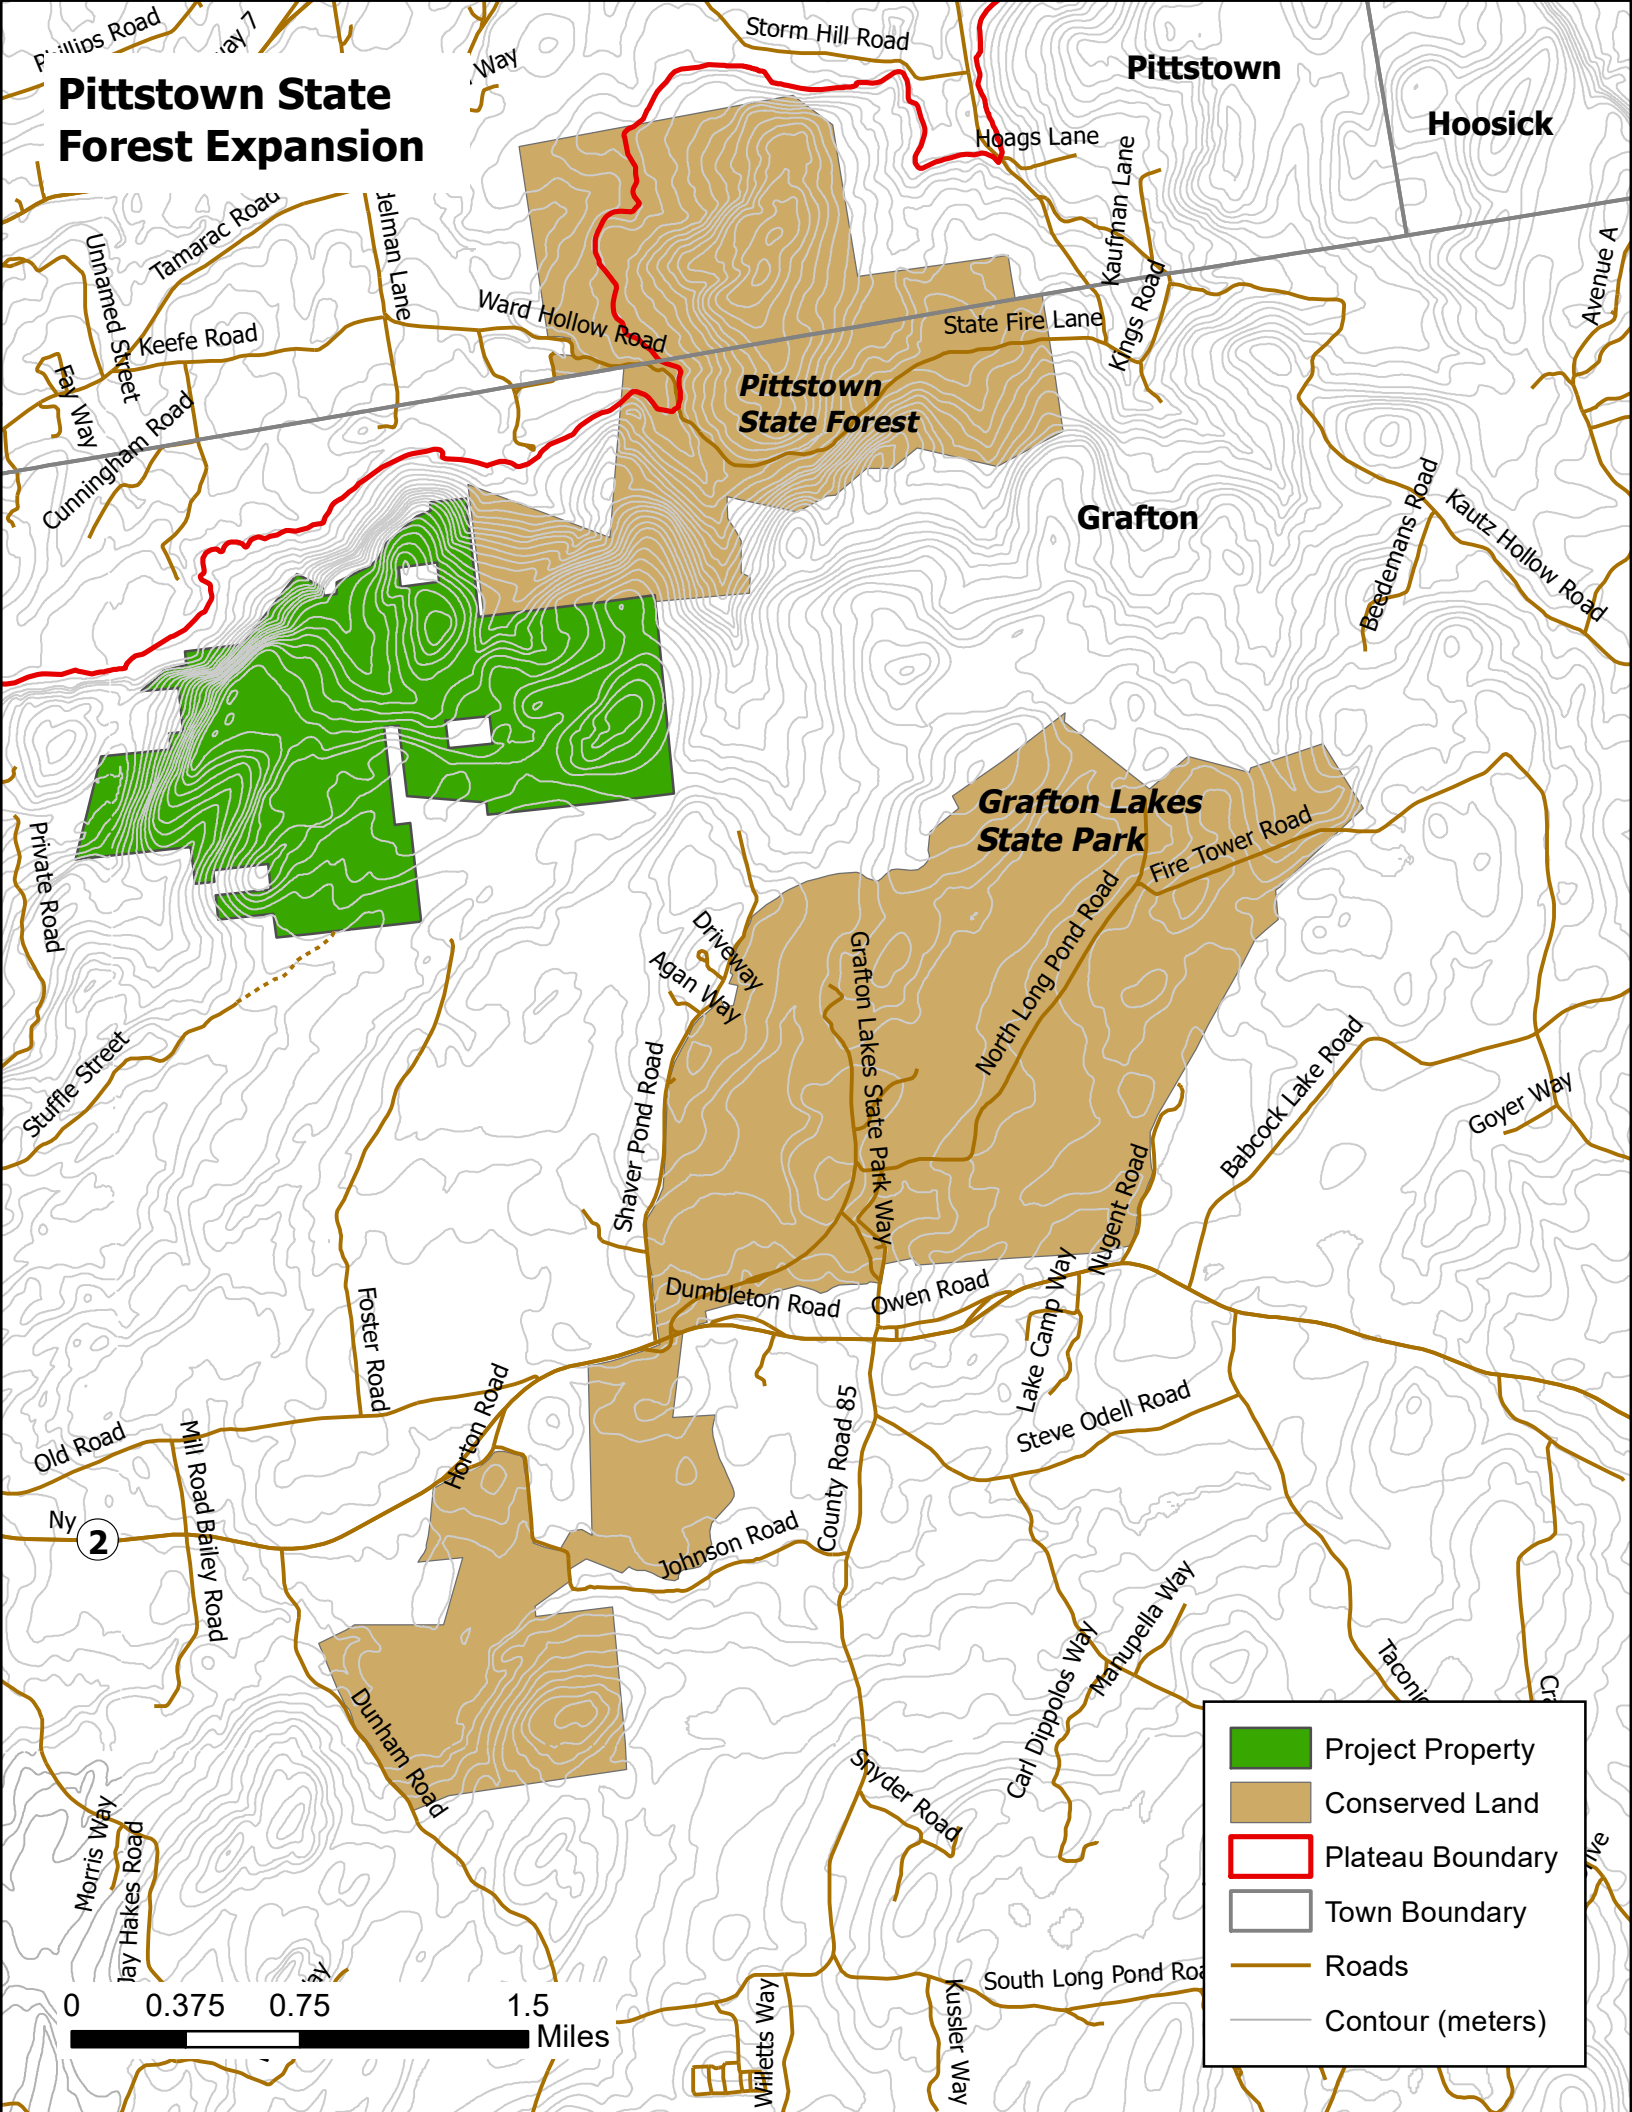 Phillips Road
Way
Storm Hill Road
Pittstown
Hoosick
Pittstown State
Forest Expansion
Hoags Lane
Kaufman Lane
Tamarac Road
Unnamed Street
Keefe Road
Ward Hollow Road
State Fire Lane
Kings Road
Avenue A
Fay Way
Cunningham Road
Pittstown
State Forest
Grafton
Beedemans Road
Kautz Hollow Road
Grafton Lakes
State Park
Fire Tower Road
Private Road
Driveway
Agan Way
Grafton Lakes State Park Way
North Long Pond Road
Stuffle Street
Shaver Pond Road
Babcock Lake Road
Goyer Way
Nugent Road
Dumbleton Road
Owen Road
Lake Camp Way
Foster Road
Horton Road
Old Road
Mill Road
Bailey Road
Steve Odell Road
County Road 85
Johnson Road
Ny
2
Manupella Way
Carl Dippolos Way
Dunham Road
Snyder Road
Morris Way
Jay Hakes Road
South Long Pond Roa
Willetts Way
Kussler Way
Project Property
Conserved Land
Plateau Boundary
Town Boundary
Roads
Contour (meters)
0 0.375 0.75 1.5
Miles